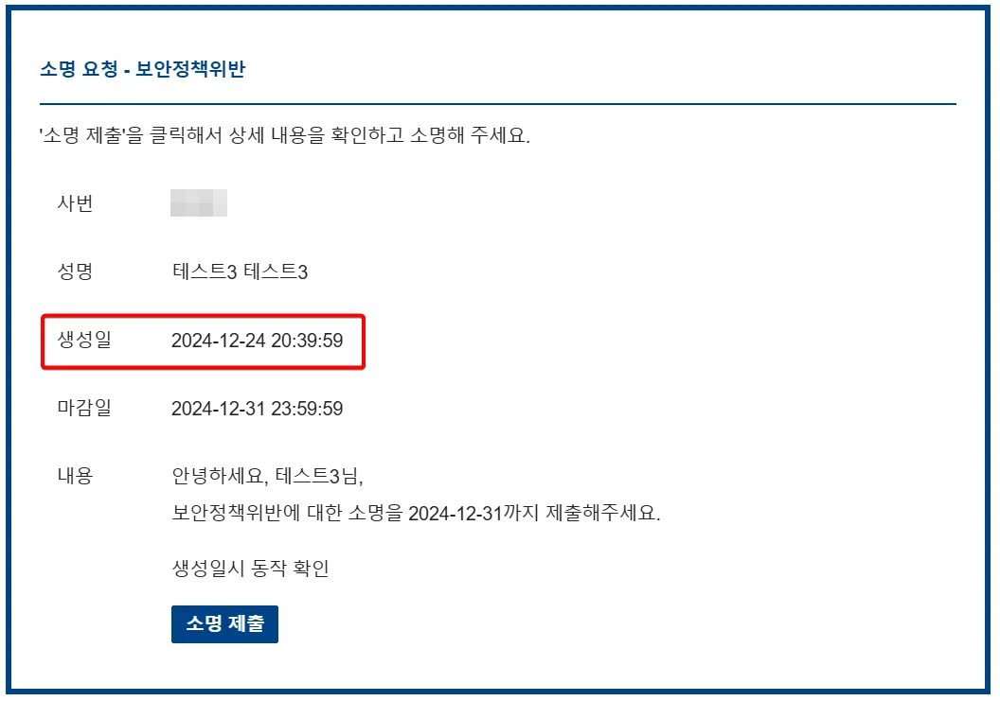 소명 요청 - 보안정책위반
'소명 제출'을 클릭해서 상세 내용을 확인하고 소명해 주세요.
사번
성명 테스트3 테스트3
생성일 2024-12-24 20:39:59
마감일 2024-12-31 23:59:59
내용 안녕하세요, 테스트3님,
보안정책위반에 대한 소명을 2024-12-31까지 제출해주세요.
생성일시 동작 확인
소명 제출